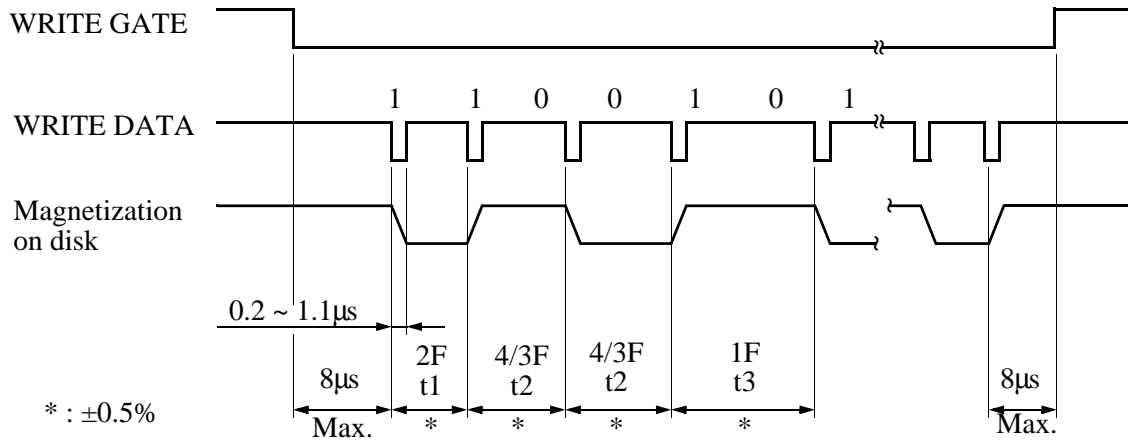 WRITE GATE
1 1 0 0 1 0 1
WRITE DATA
Magnetization
on disk
0.2 ~ 1.1µs
2F 4/3F 4/3F 1F
8µs t1 t2 t2 t3 8µs
* : ±0.5%
Max. * * * * Max.